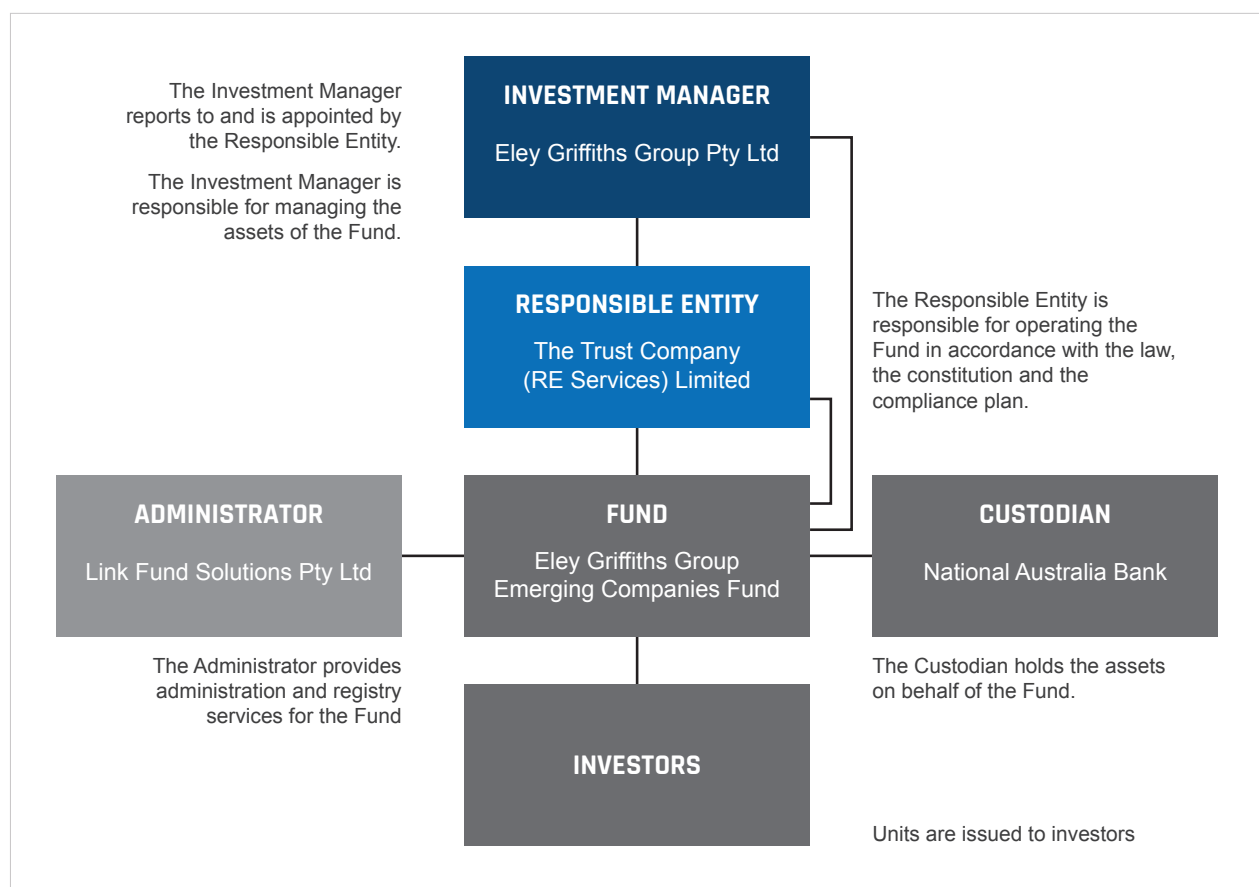 The Investment Manager
reports to and is appointed by
the Responsible Entity.
The Investment Manager is
responsible for managing the
assets of the Fund.
INVESTMENT MANAGER
Eley Griffiths Group Pty Ltd
RESPONSIBLE ENTITY
The Trust Company
(RE Services) Limited
The Responsible Entity is
responsible for operating the
Fund in accordance with the law,
the constitution and the
compliance plan.
ADMINISTRATOR
Link Fund Solutions Pty Ltd
FUND
Eley Griffiths Group
Emerging Companies Fund
CUSTODIAN
National Australia Bank
The Administrator provides
administration and registry
services for the Fund
The Custodian holds the assets
on behalf of the Fund.
INVESTORS
Units are issued to investors